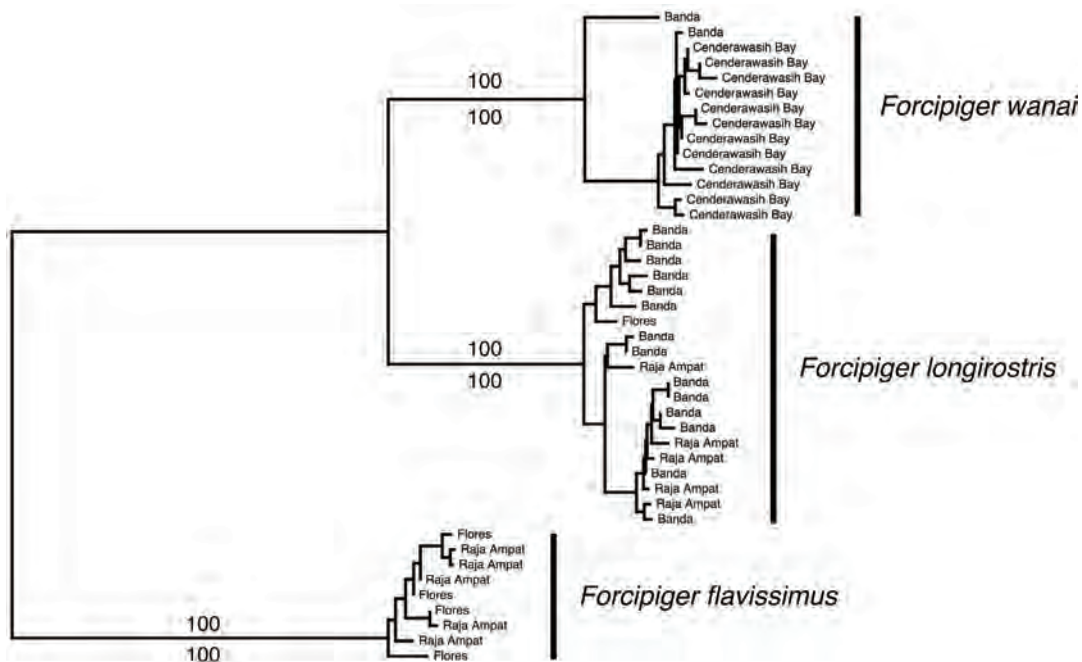 Banda
Banda
Cenderawasih Bay
Cenderawasih Bay
Cenderawasih Bay
Cenderawasih Bay
Cenderawasih Bay
Cenderawasih Bay
Cenderawasih Bay
Cenderawasih Bay
Cenderawasih Bay
Cenderawasih Bay
Cenderawasih Bay
Cenderawasih Bay
100
100
Forcipiger wanai
Banda
Banda
Banda
Banda
Banda
Banda
Flores
Banda
Banda
Raja Ampat
Banda
Banda
Banda
Banda
Raja Ampat
Raja Ampat
Banda
Raja Ampat
Raja Ampat
Banda
100
100
Forcipiger longirostris
Flores
Raja Ampat
Raja Ampat
Raja Ampat
Flores
Flores
Raja Ampat
Raja Ampat
Flores
100
100
Forcipiger flavissimus